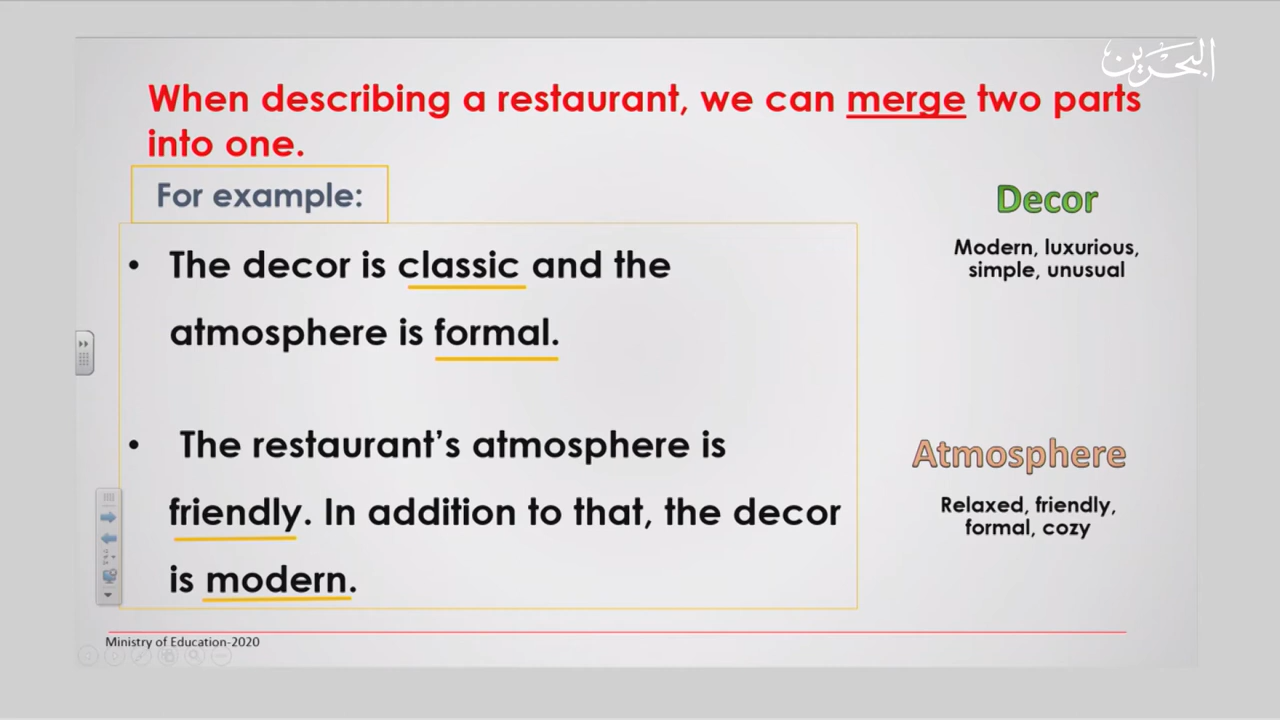 البحرين
When describing a restaurant, we can merge two parts
into one.
For example:
• The decor is classic and the
atmosphere is formal.
• The restaurant’s atmosphere is
friendly. In addition to that, the decor
is modern.
Decor
Modern, luxurious,
simple, unusual
Atmosphere
Relaxed, friendly,
formal, cozy
Ministry of Education-2020